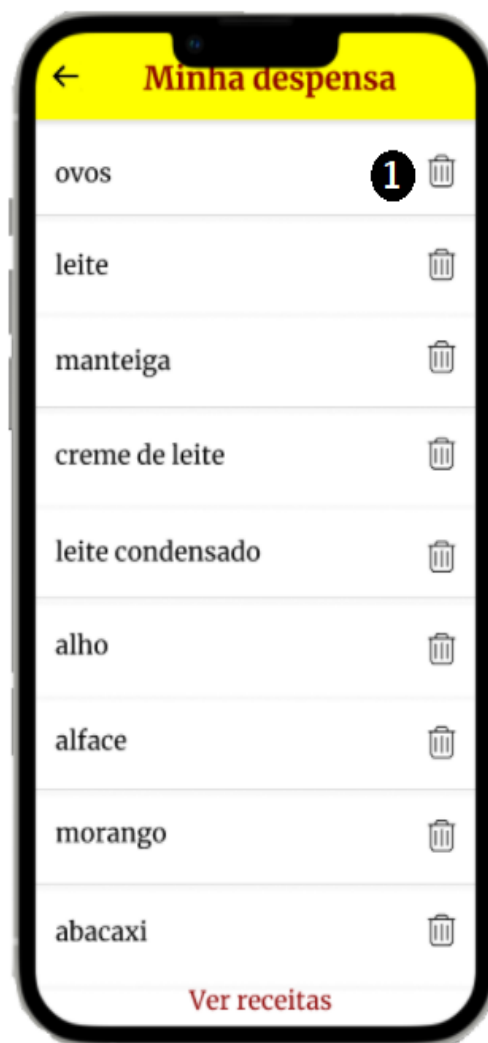 Minha despensa
ovos 1
leite
manteiga
creme de leite
leite condensado
alho
alface
morango
abacaxi
Ver receitas